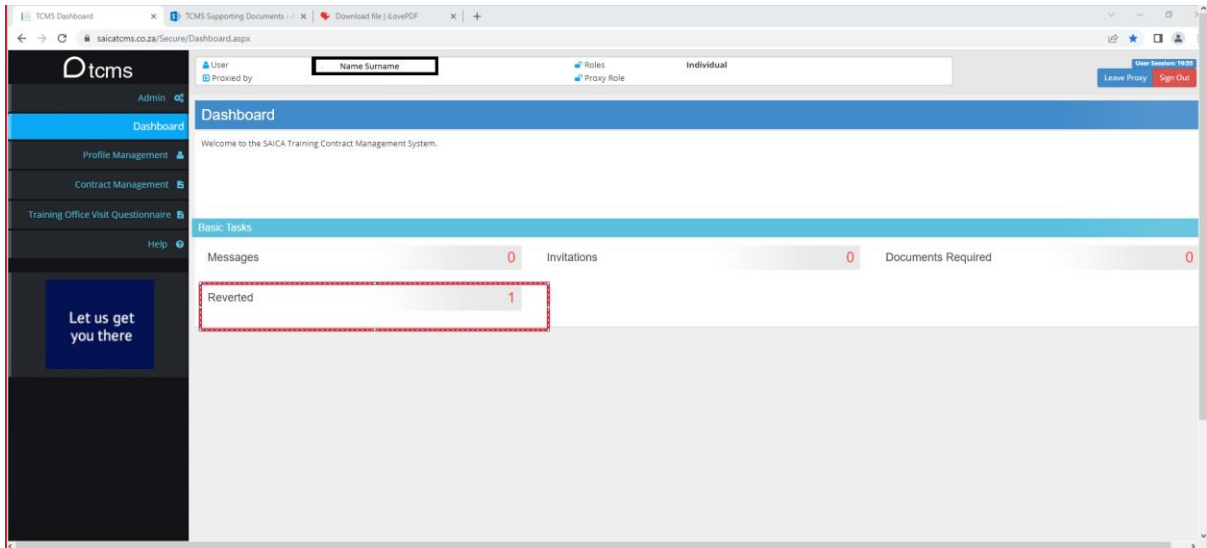 TCMS Dashboard
TCMS Supporting Documents - /
Download file | iLovePDF
saicatcms.co.za/Secure/Dashboard.aspx
tcms
User
Name Surname
Roles
Individual
User Session: 19:55
Proxied by
Proxy Role
Leave Proxy
Sign Out
Admin
Dashboard
Dashboard
Welcome to the SAICA Training Contract Management System.
Profile Management
Contract Management
Training Office Visit Questionnaire
Basic Tasks
Help
Messages 0
Invitations 0
Documents Required 0
Reverted 1
Let us get
you there